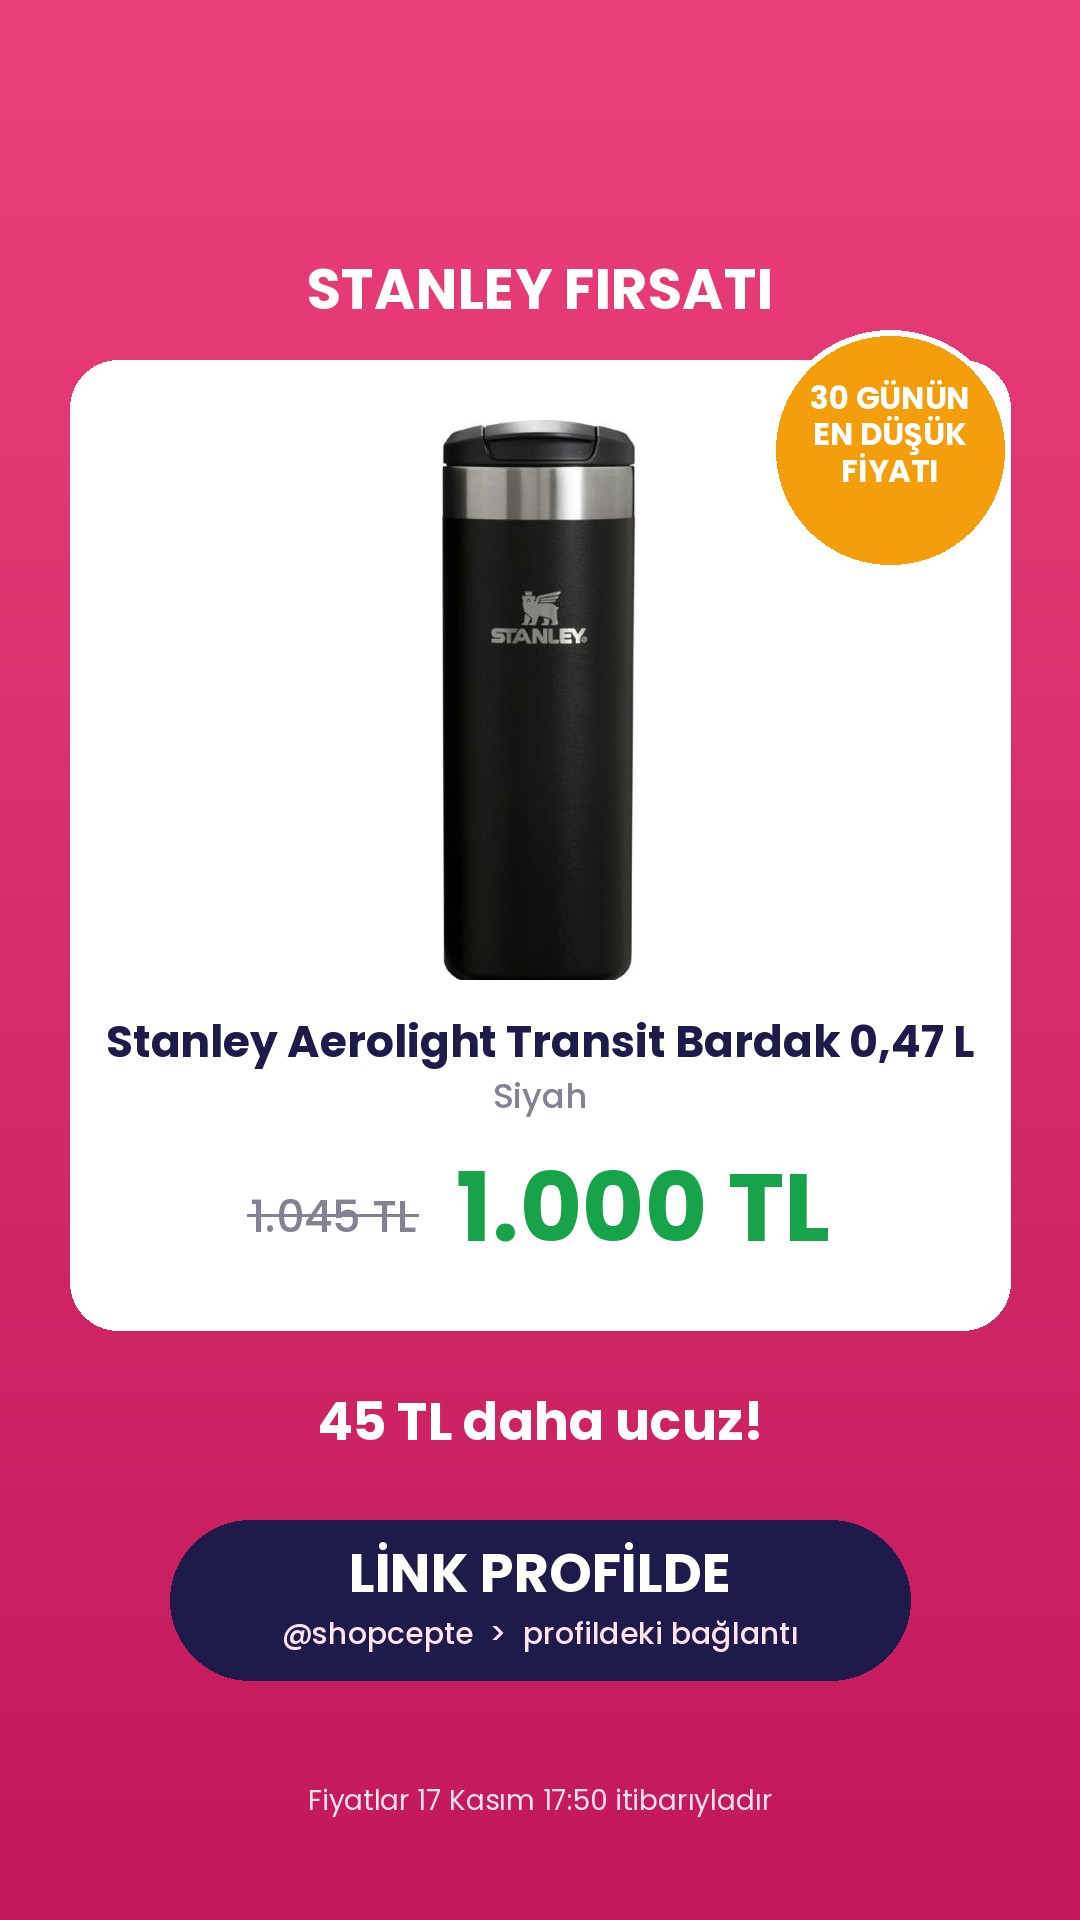 STANLEY FIRSATI
30 GÜNÜN
EN DÜŞÜK
FİYATI
STANLEY
Stanley Aerolight Transit Bardak 0,47 L
Siyah
1.045 TL 1.000 TL
45 TL daha ucuz!
LİNK PROFİLDE
@shopcepte > profildeki bağlantı
Fiyatlar 17 Kasım 17:50 itibarıyladır